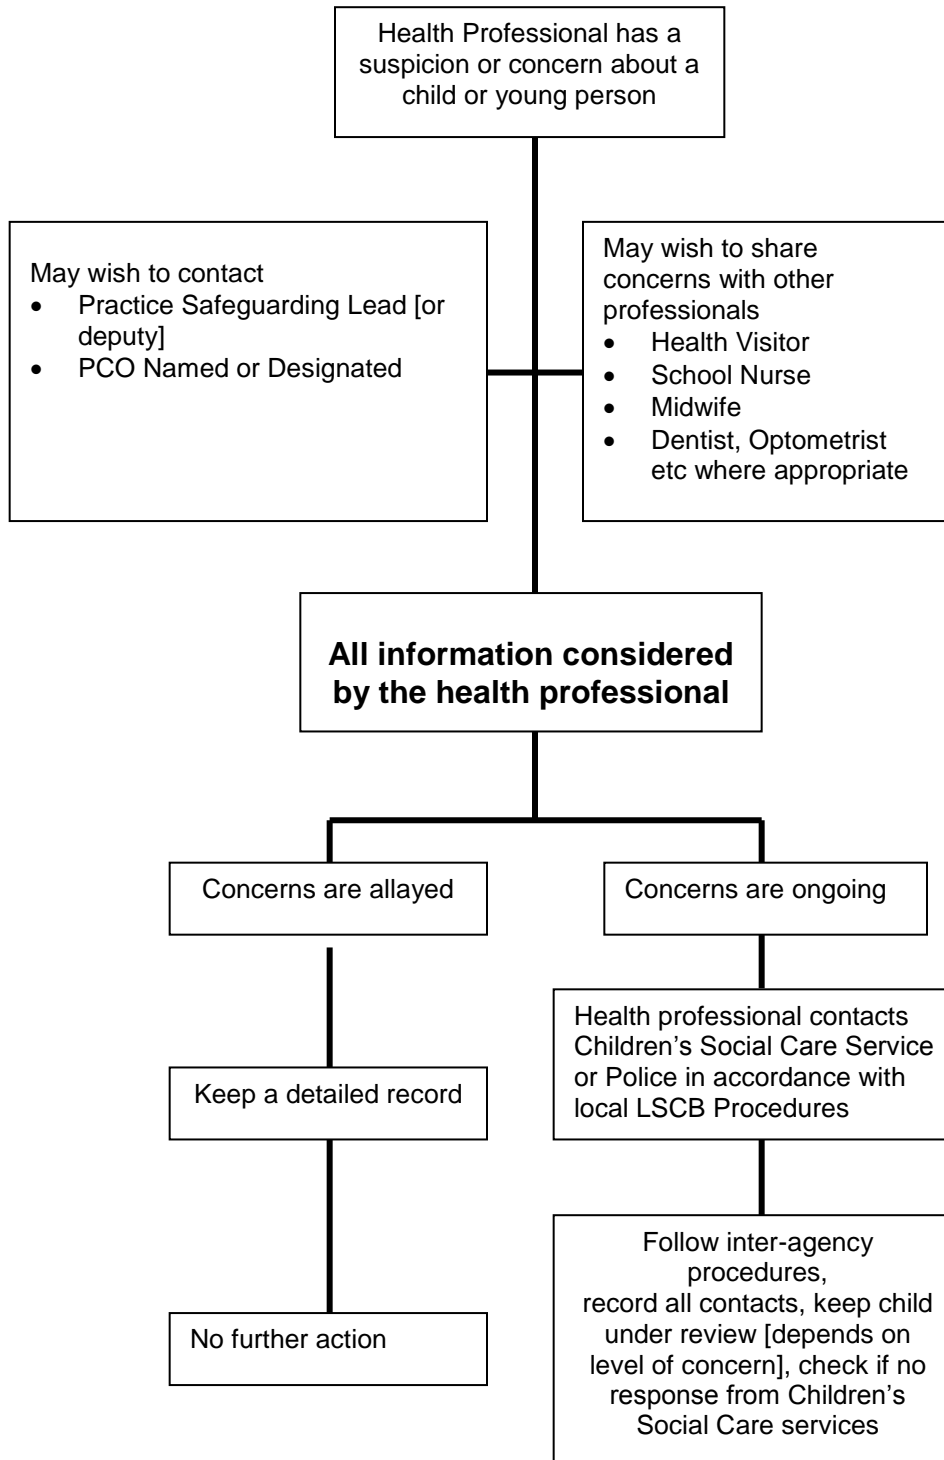 Health Professional has a
suspicion or concern about a
child or young person
May wish to contact
• Practice Safeguarding Lead [or
deputy]
• PCO Named or Designated
May wish to share
concerns with other
professionals
• Health Visitor
• School Nurse
• Midwife
• Dentist, Optometrist
etc where appropriate
All information considered
by the health professional
Concerns are allayed
Concerns are ongoing
Health professional contacts
Children’s Social Care Service
or Police in accordance with
local LSCB Procedures
Keep a detailed record
Follow inter-agency
procedures,
record all contacts, keep child
under review [depends on
level of concern], check if no
response from Children’s
Social Care services
No further action